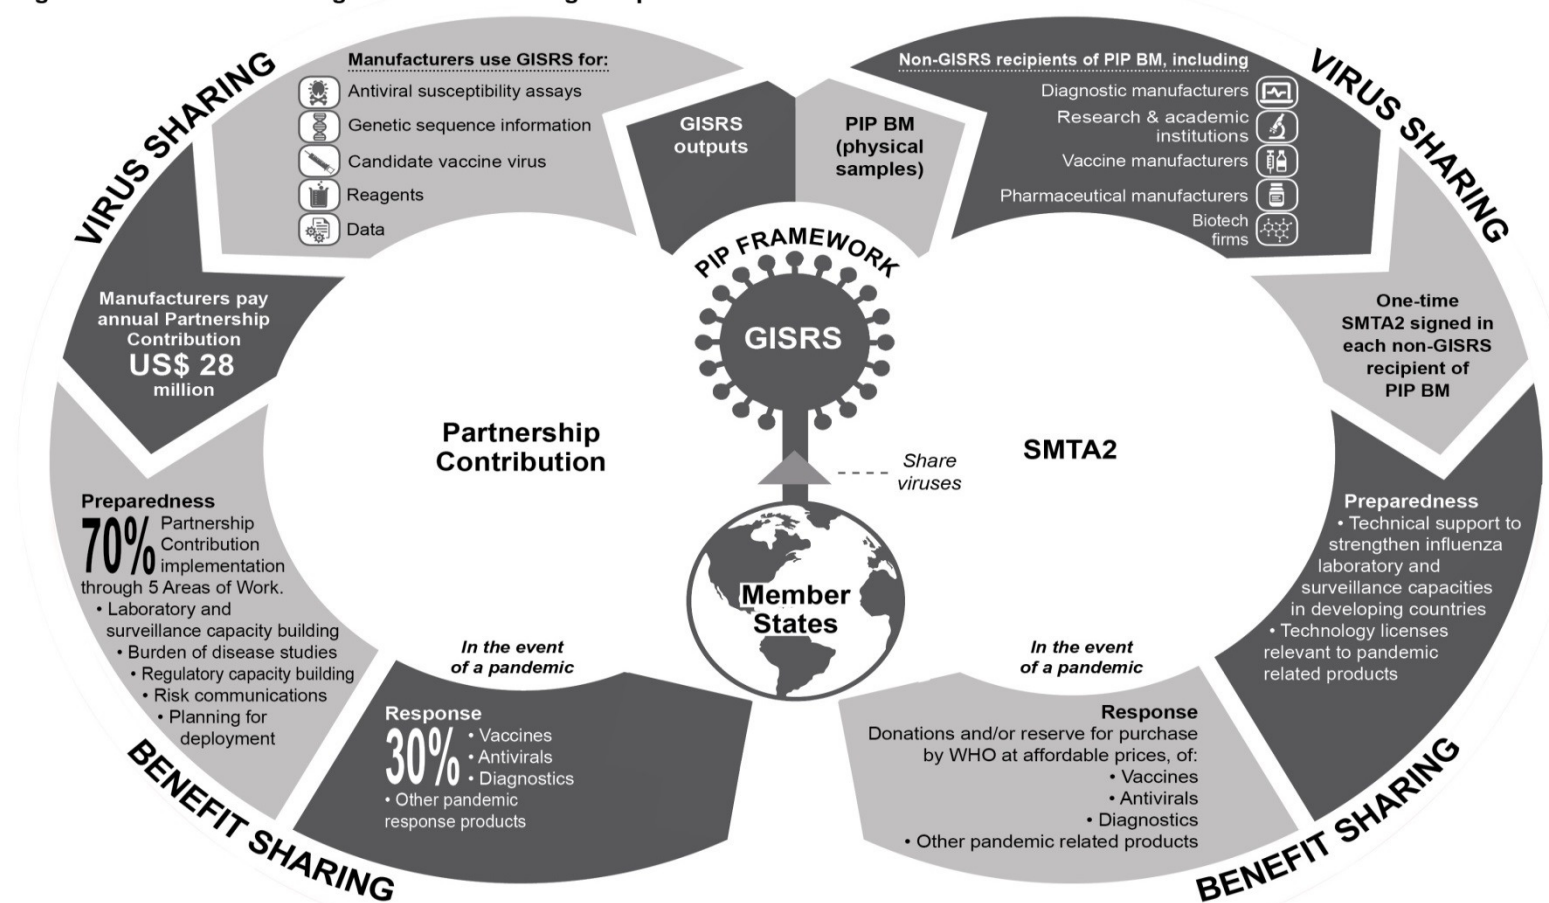 VIRUS SHARING
Manufacturers use GISRS for:
Antiviral susceptibility assays
Genetic sequence information
Candidate vaccine virus
Reagents
Data
GISRS
outputs
PIP BM
(physical
samples)
Non-GISRS recipients of PIP BM, including
Diagnostic manufacturers
Research & academic
institutions
Vaccine manufacturers
Pharmaceutical manufacturers
Biotech
firms
VIRUS SHARING
PIP FRAMEWORK
GISRS
Manufacturers pay
annual Partnership
Contribution
US$ 28
million
One-time
SMTA2 signed in
each non-GISRS
recipient of
PIP BM
Partnership
Contribution
SMTA2
Share
viruses
Member
States
Preparedness
70% Partnership
Contribution
implementation
through 5 Areas of Work.
• Laboratory and
surveillance capacity building
• Burden of disease studies
• Regulatory capacity building
• Risk communications
• Planning for
deployment
In the event
of a pandemic
Response
30% • Vaccines
• Antivirals
• Diagnostics
• Other pandemic
response products
In the event
of a pandemic
Response
Donations and/or reserve for purchase
by WHO at affordable prices, of:
• Vaccines
• Antivirals
• Diagnostics
• Other pandemic related products
Preparedness
• Technical support to
strengthen influenza
laboratory and
surveillance capacities
in developing countries
• Technology licenses
relevant to pandemic
related products
BENEFIT SHARING
BENEFIT SHARING